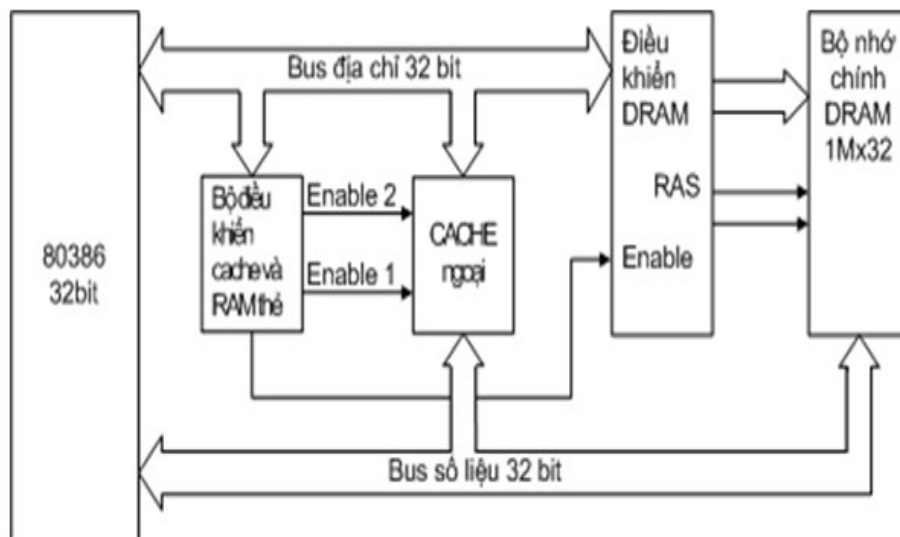 80386
32bit
Bus địa chỉ 32 bit
Bộ điều
khiển
cache và
RAM thẻ
Enable 2
Enable 1
CACHE
ngoại
Điều
khiển
DRAM
RAS
Enable
Bộ nhớ
chính
DRAM
1Mx32
Bus số liệu 32 bit